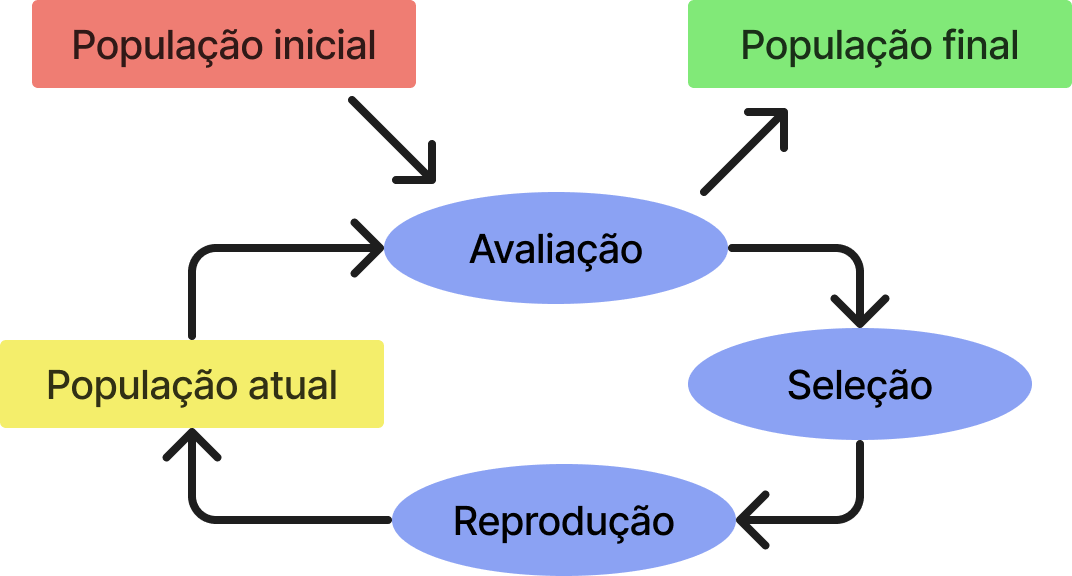 População inicial
População final
Avaliação
População atual
Seleção
Reprodução